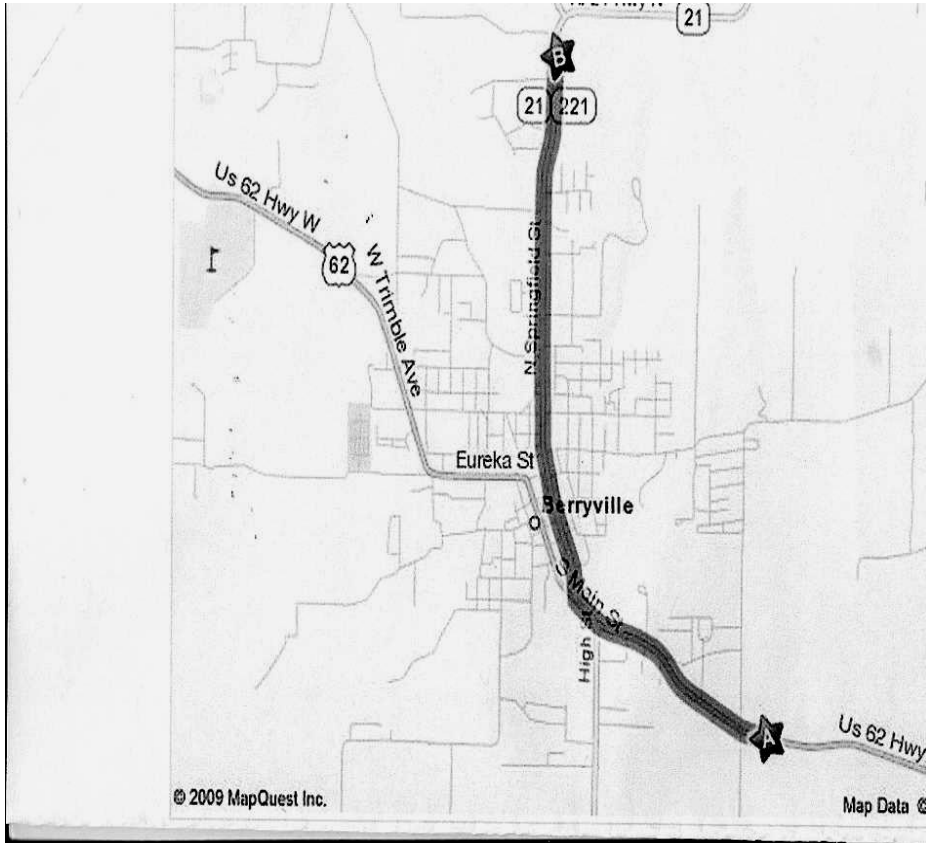 21
B
21
221
Us 62 Hwy W
62
W Trimble Ave
N Springfield St
Eureka St
Berryville
S Main St
High St
A
Us 62 Hwy
© 2009 MapQuest Inc.
Map Data ©